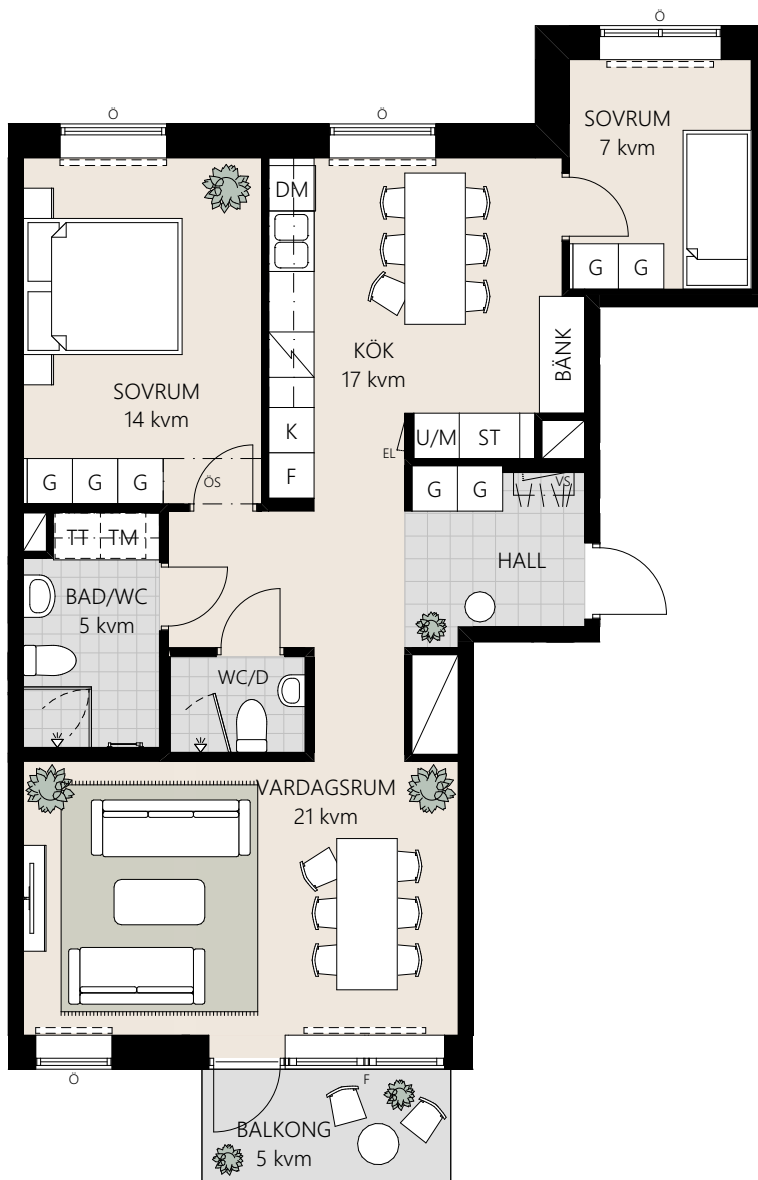 Ö
SOVRUM
7 kvm
Ö
Ö
DM
G G
KÖK
17 kvm
BÄNK
SOVRUM
14 kvm
K
U/M ST
EL
F
G G G
ÖS
G G
VS
TT TM
HALL
BAD/WC
5 kvm
WC/D
VARDAGSRUM
21 kvm
Ö
F
BALKONG
5 kvm